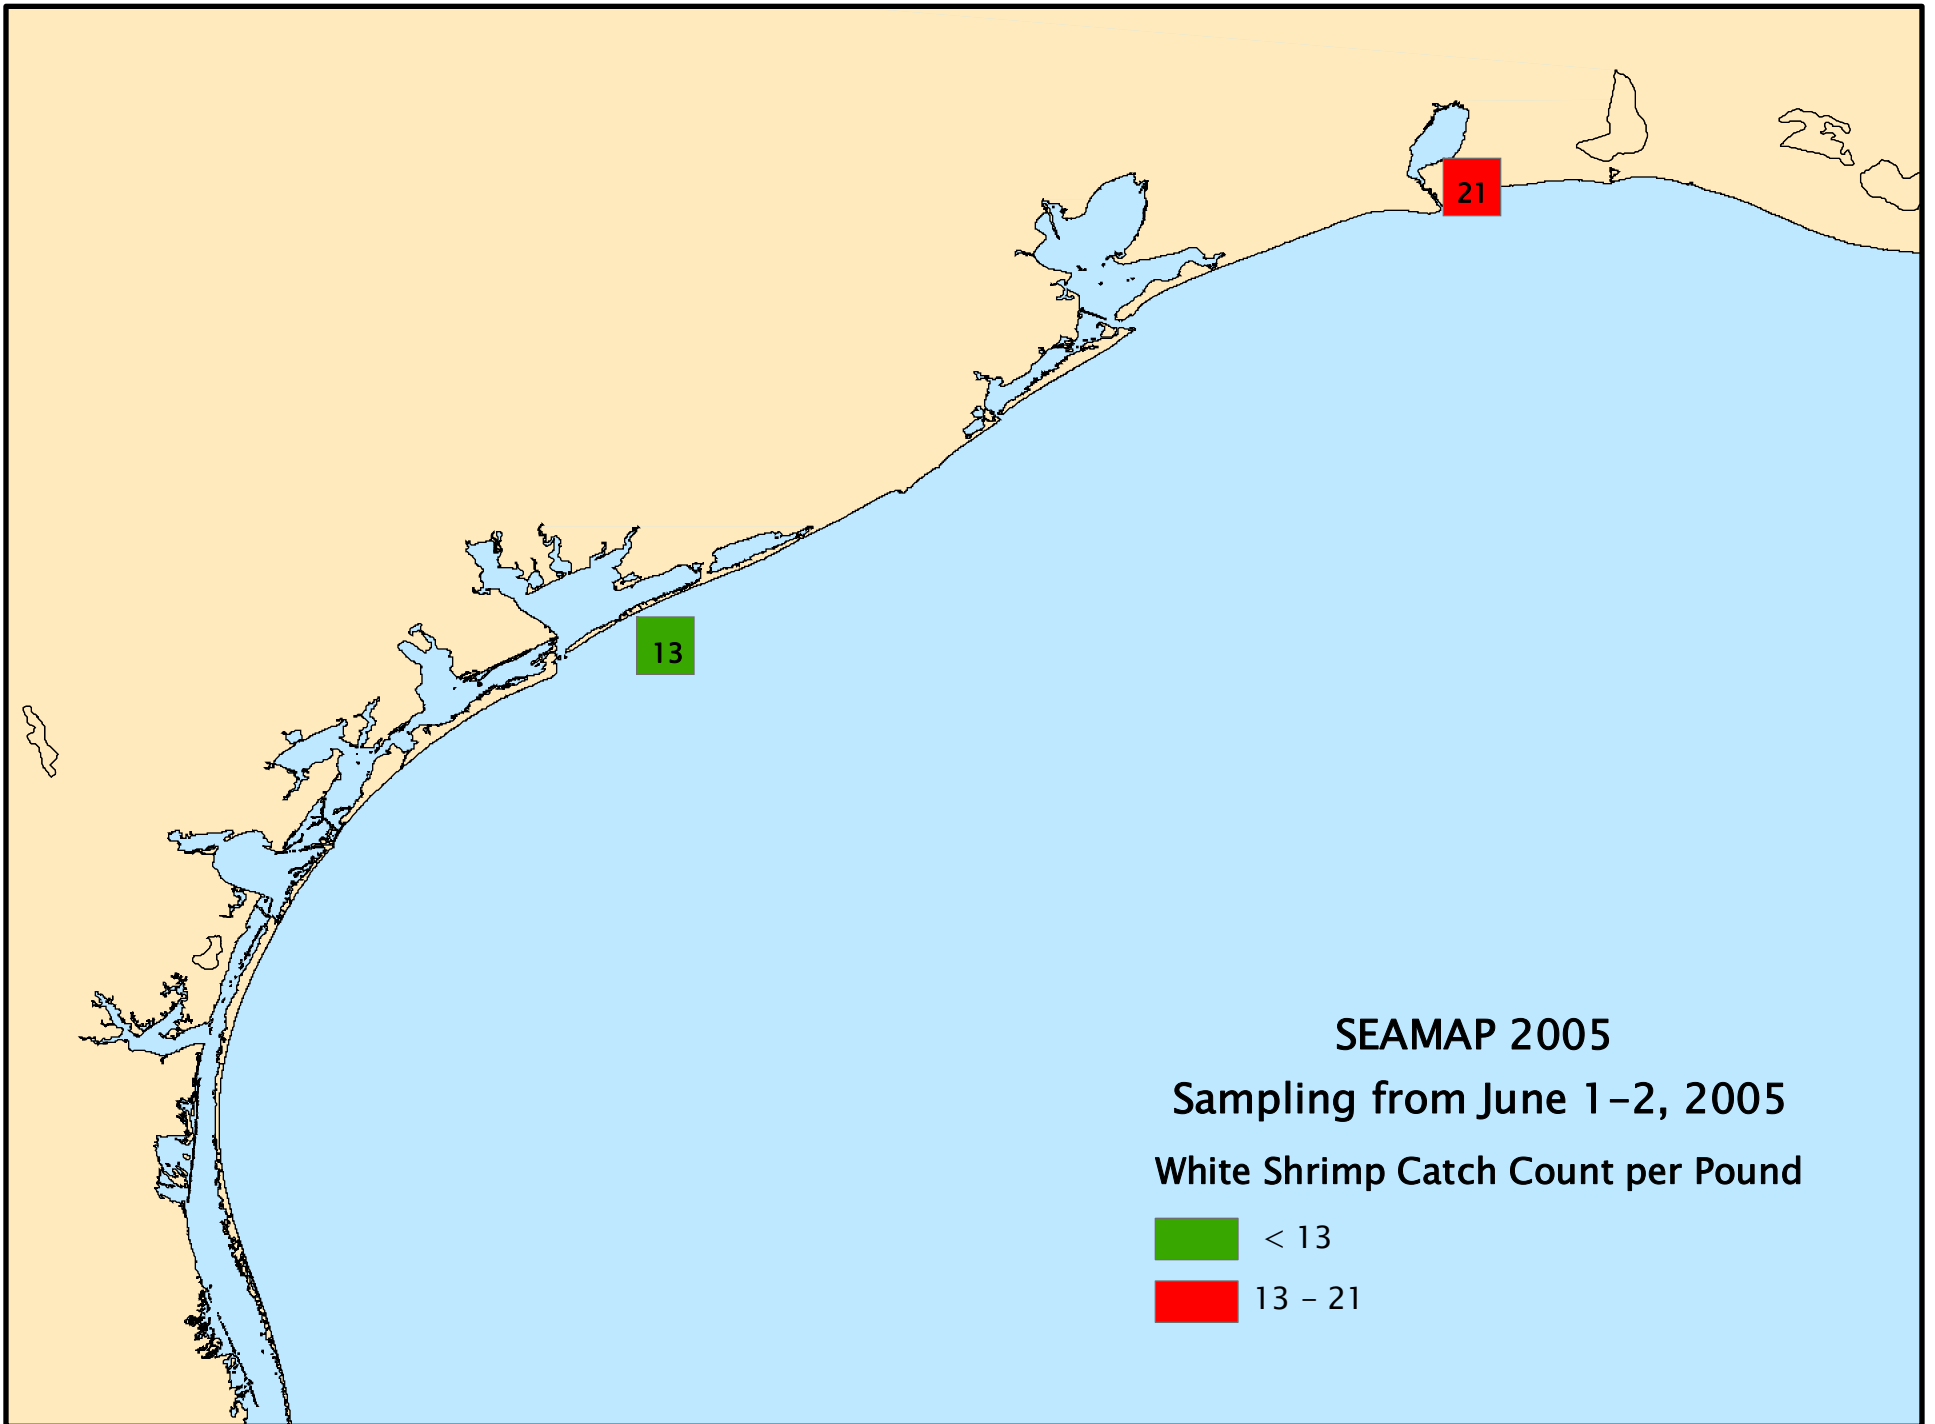 21
13
SEAMAP 2005
Sampling from June 1-2, 2005
White Shrimp Catch Count per Pound
< 13
13 - 21